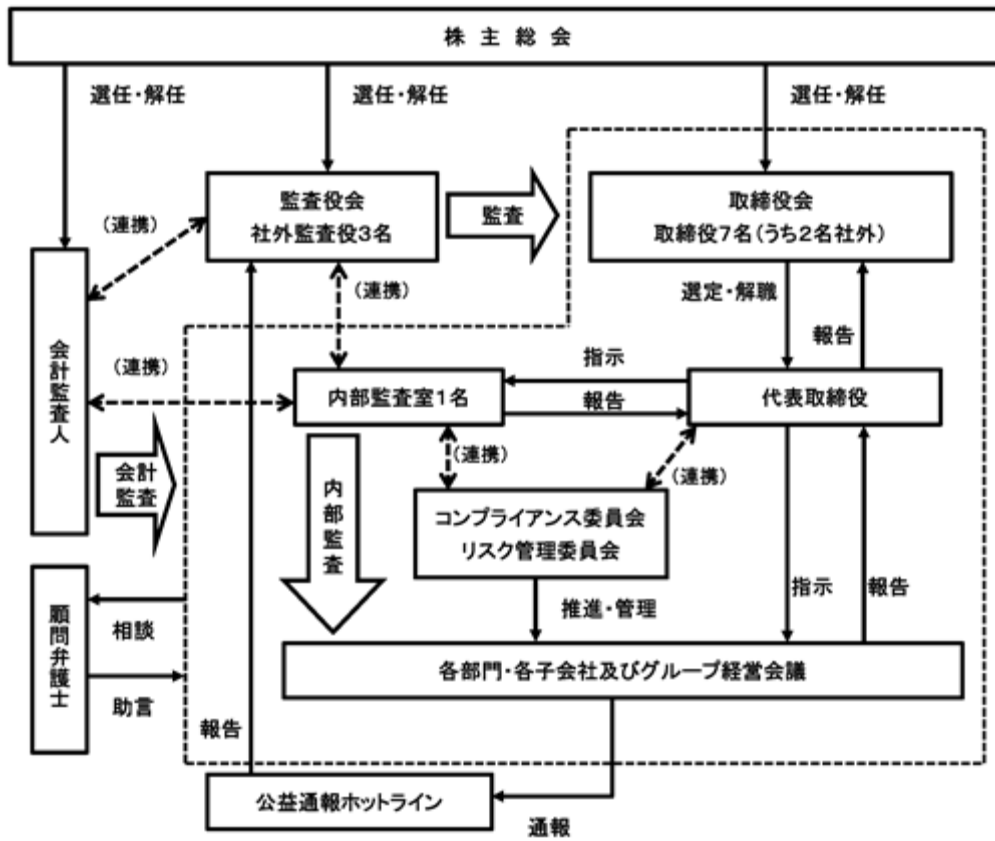 株主総会
選任・解任
選任・解任
選任・解任
監査役会
社外監査役3名
監査
取締役会
取締役7名(うち2名社外)
(連携)
(連携)
選定・解職
報告
会計監査人
(連携)
指示
内部監査室1名
報告
代表取締役
会計
監査
内部監査
(連携)
(連携)
コンプライアンス委員会
リスク管理委員会
推進・管理
指示
報告
顧問弁護士
相談
助言
各部門・各子会社及びグループ経営会議
報告
公益通報ホットライン
通報